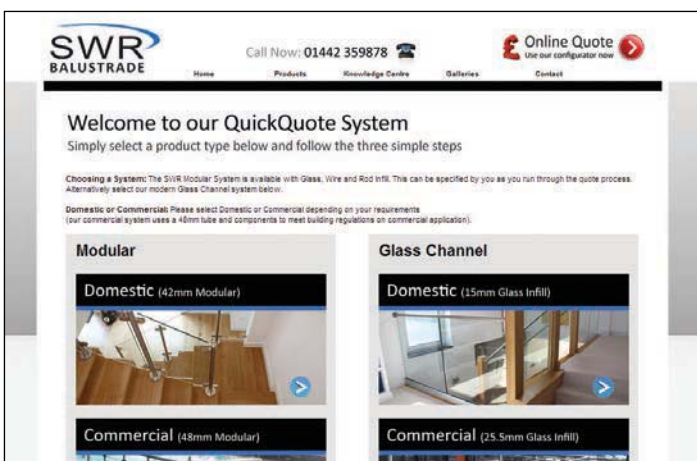 SWR
BALUSTRADE
Call Now: 01442 359878
Online Quote
Use our configurator now
Home Products Knowledge Centre Galleries Contact
Welcome to our QuickQuote System
Simply select a product type below and follow the three simple steps
Choosing a System: The SWR Modular System is available with Glass, Wire and Rod Infill. This can be specified by you as you run through the quote process.
Alternatively select our modern Glass Channel system below.
Domestic or Commercial: Please select Domestic or Commercial depending on your requirements
(our commercial system uses a 48mm tube and components to meet building regulations on commercial application).
Modular
Domestic (42mm Modular)
Commercial (48mm Modular)
Glass Channel
Domestic (15mm Glass Infill)
Commercial (25.5mm Glass Infill)